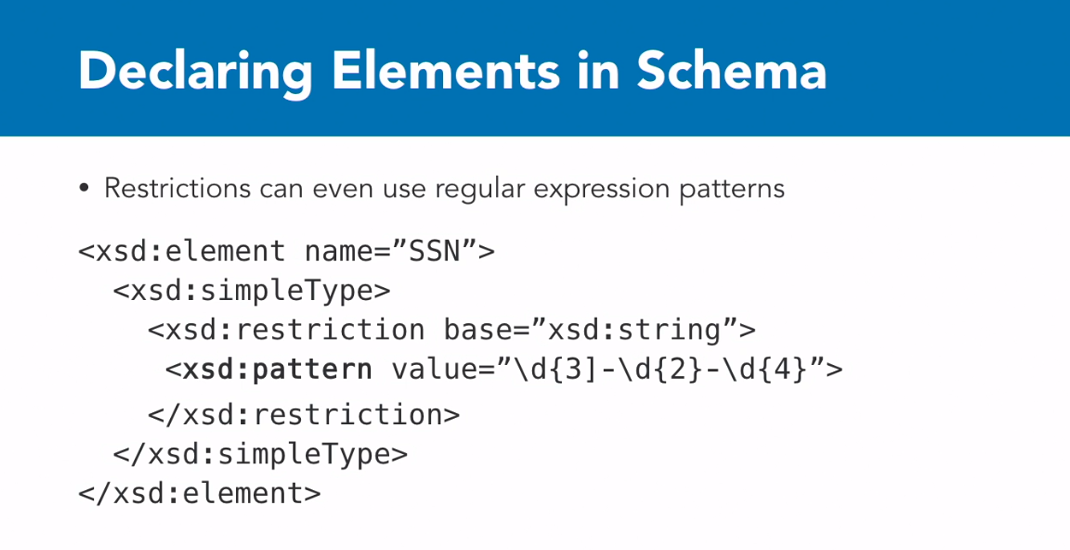 Declaring Elements in Schema
• Restrictions can even use regular expression patterns
<xsd:element name=”SSN”>
<xsd:simpleType>
<xsd:restriction base=”xsd:string”>
<xsd:pattern value=”\d{3]-\d{2}-\d{4}”>
</xsd:restriction>
</xsd:simpleType>
</xsd:element>